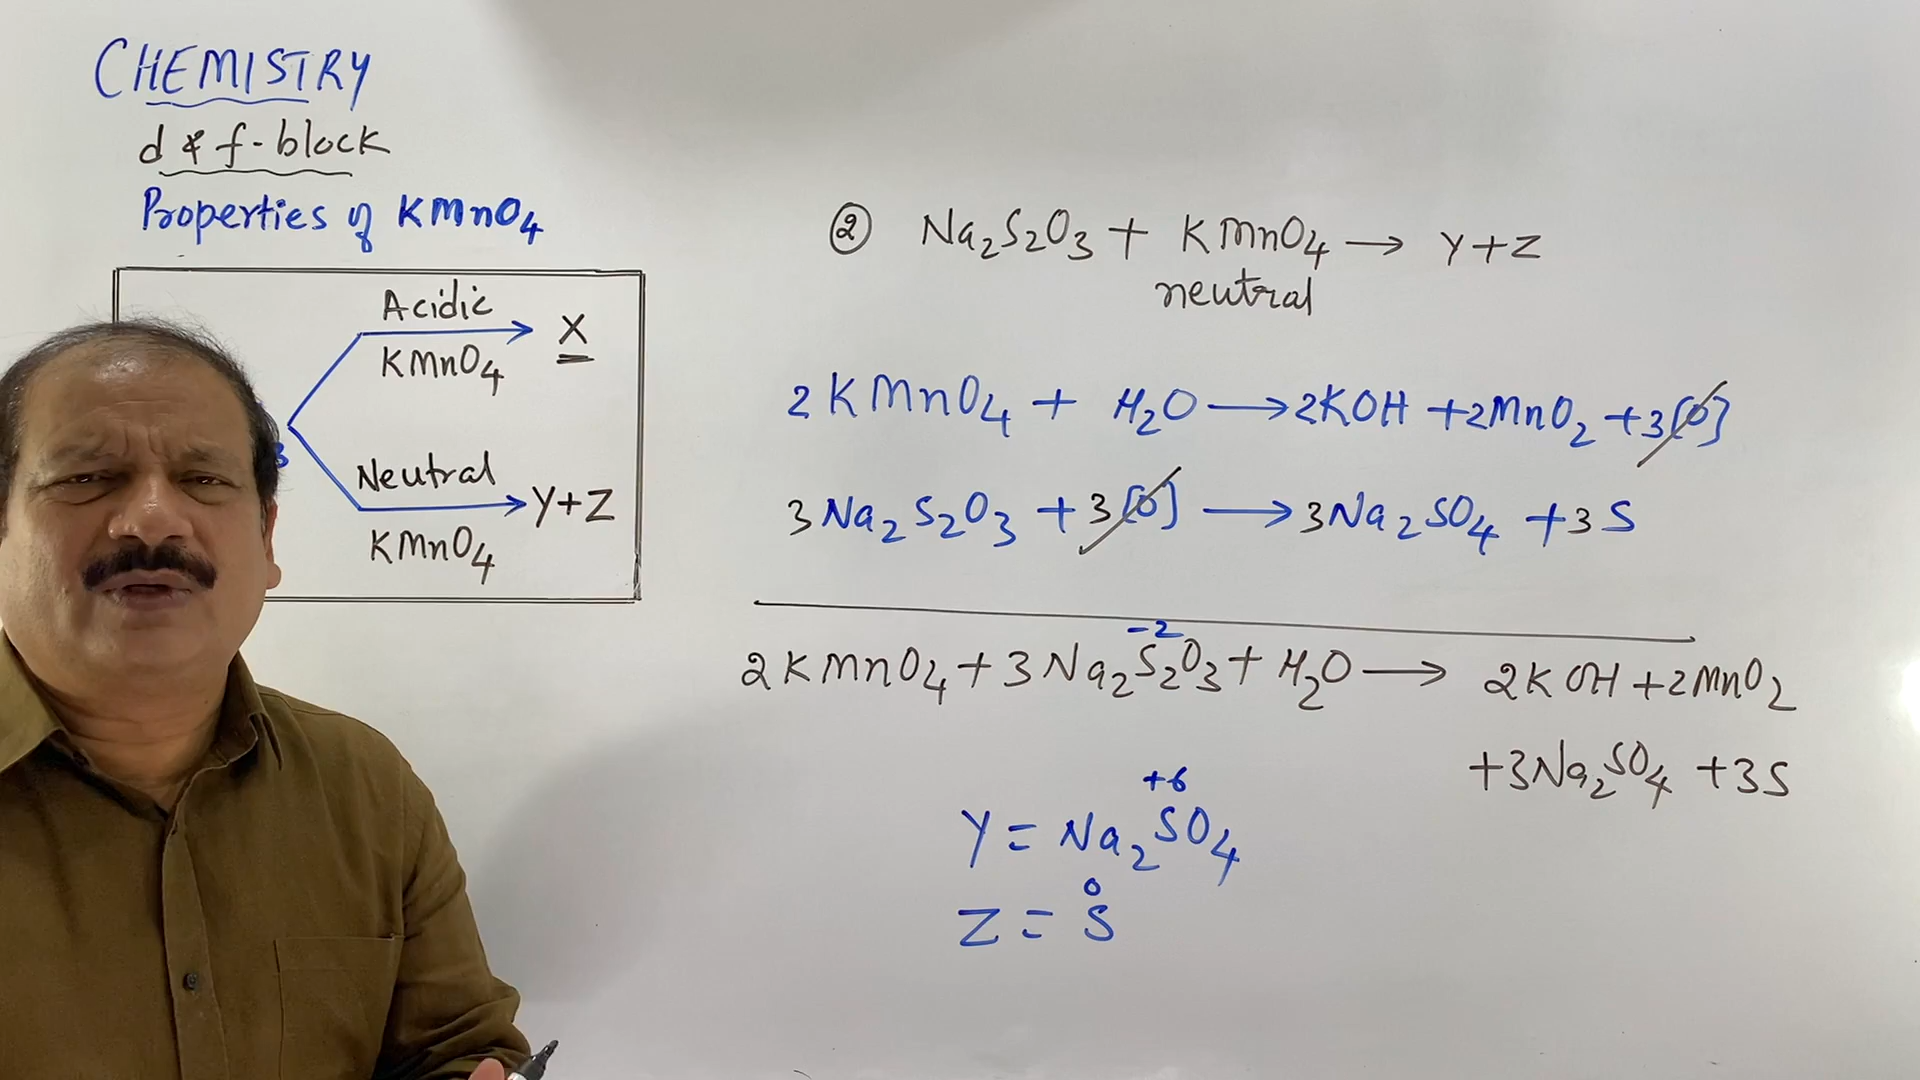 CHEMISTRY
d & f-block
Properties of KMnO₄
Acidic
KMnO₄
X
3
Neutral
KMnO₄
Y+Z
② Na₂S₂O₃ + KMnO₄ → Y+Z
neutral
2KMnO₄ + H₂O → 2KOH + 2MnO₂ + 3[O]
3Na₂S₂O₃ + 3[O] → 3Na₂SO₄ + 3S
-2
2KMnO₄ + 3Na₂S₂O₃ + H₂O → 2KOH + 2MnO₂
+3Na₂SO₄ + 3S
+6
Y = Na₂SO₄
0
Z = S